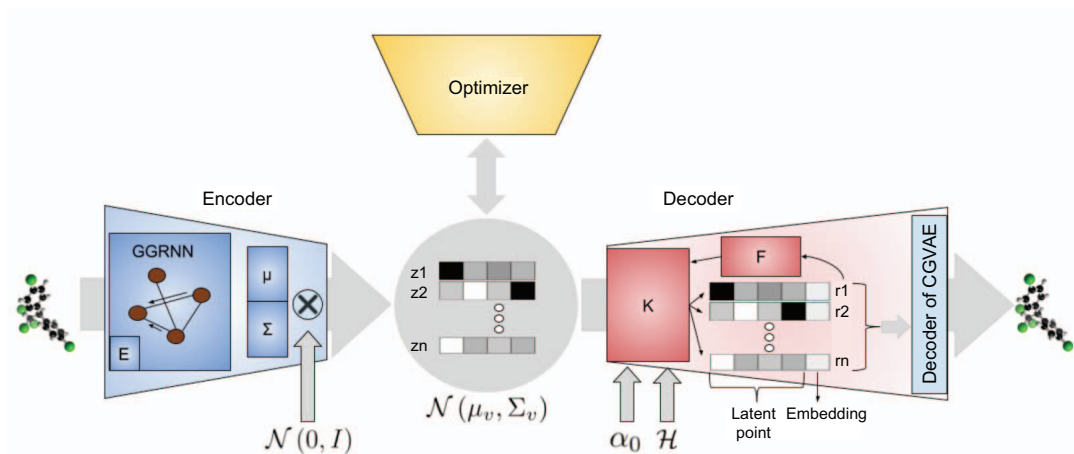 Optimizer
Encoder
Decoder
GGRNN
E
μ
Σ
z1
z2
zn
K
F
r1
r2
rn
Decoder of CGVAE
N (0, I)
N (μv, Σv)
α0
H
Latent
point
Embedding